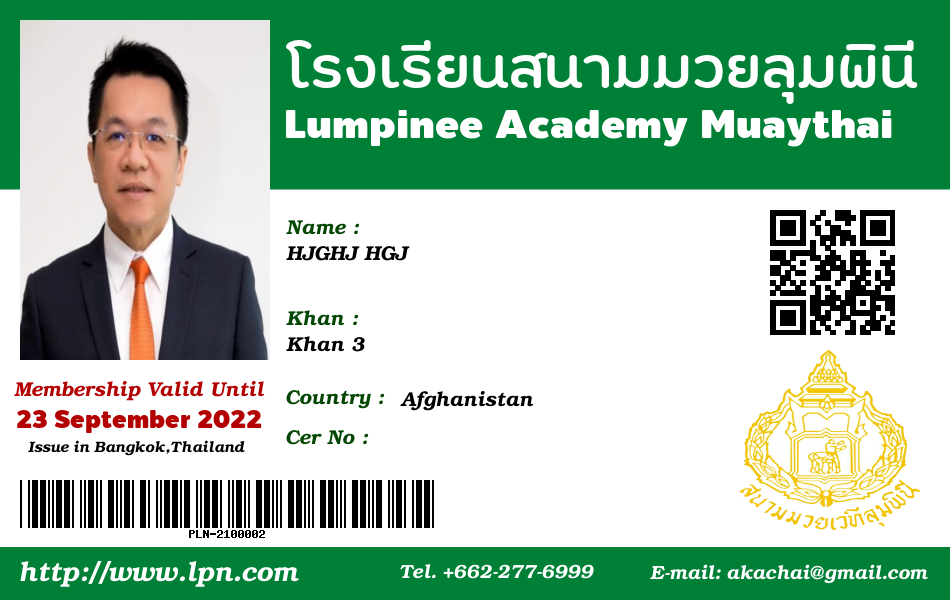 โรงเรียนสนามมวยลุมพินี
Lumpinee Academy Muaythai
Name :
HJGHJ HGJ
Khan :
Khan 3
Country : Afghanistan
Cer No :
Membership Valid Until
23 September 2022
Issue in Bangkok,Thailand
PLN-2100002
สนามมวยเวทีลุมพินี
http://www.lpn.com
Tel. +662-277-6999
E-mail: akachai@gmail.com